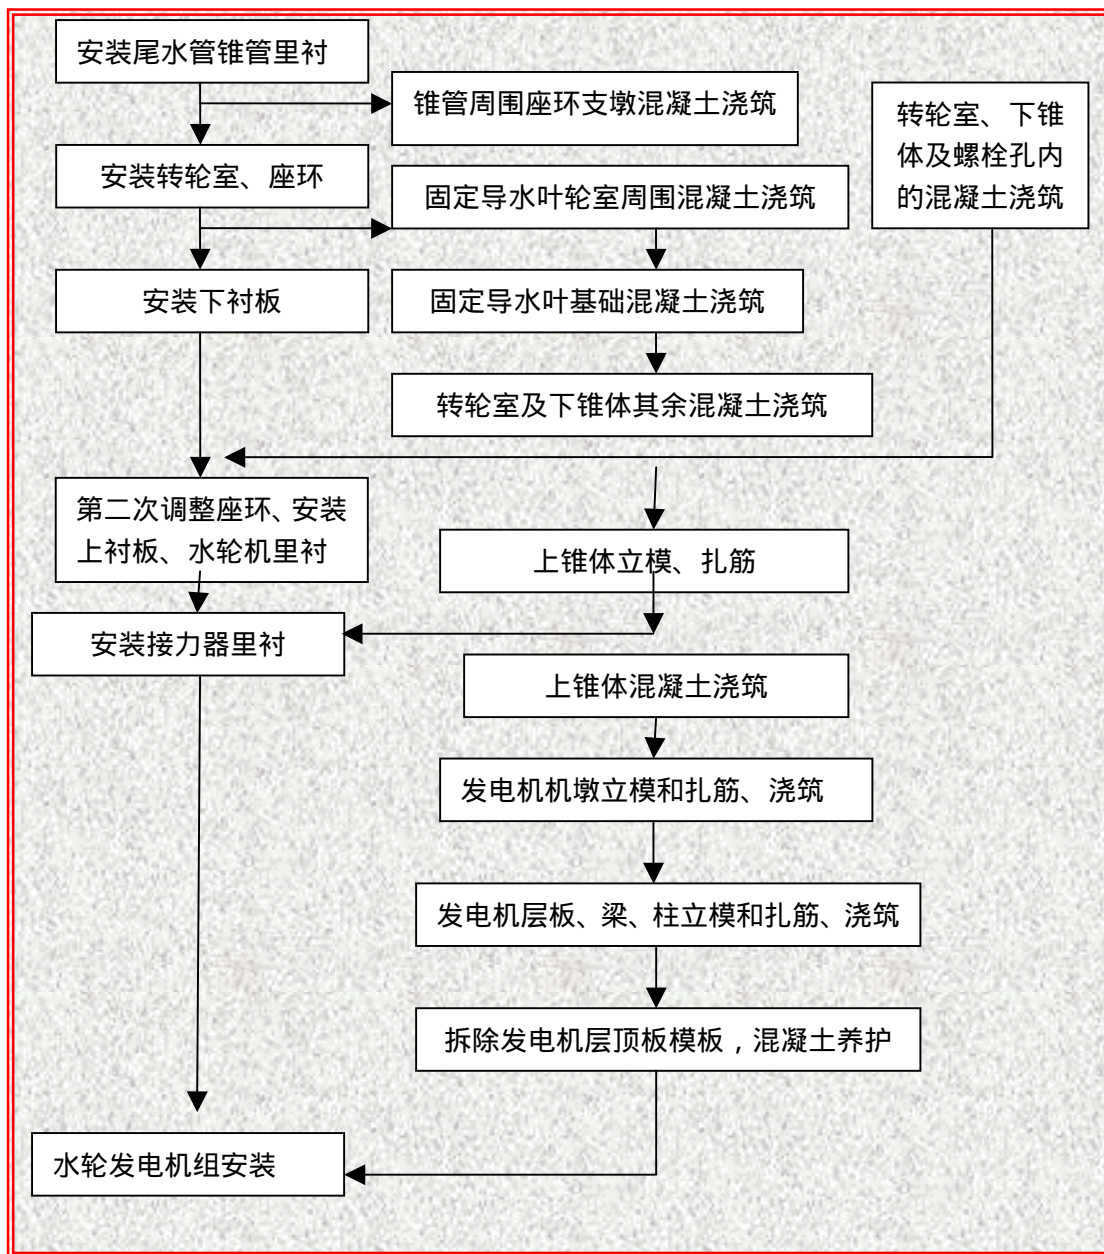 安装尾水管锥管里衬
锥管周围座环支墩混凝土浇筑
转轮室、下锥
体及螺栓孔内
的混凝土浇筑
安装转轮室、座环
固定导水叶轮室周围混凝土浇筑
安装下衬板
固定导水叶基础混凝土浇筑
转轮室及下锥体其余混凝土浇筑
第二次调整座环、安装
上衬板、水轮机里衬
上锥体立模、扎筋
安装接力器里衬
上锥体混凝土浇筑
发电机机墩立模和扎筋、浇筑
发电机层板、梁、柱立模和扎筋、浇筑
拆除发电机层顶板模板，混凝土养护
水轮发电机组安装